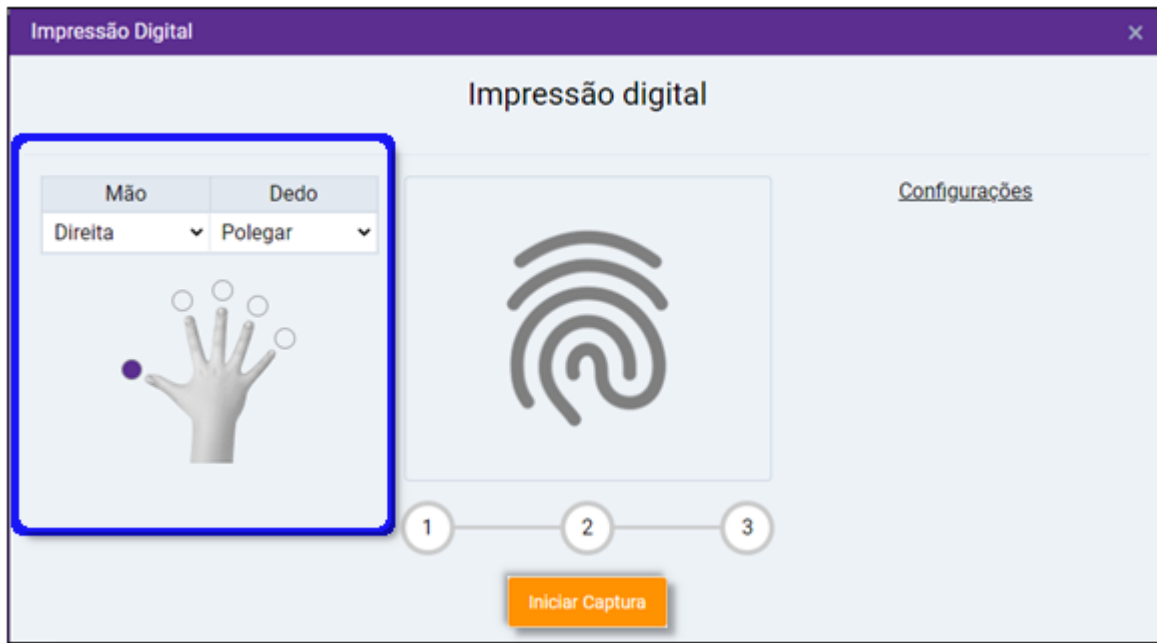 Impressão Digital ×
Impressão digital
Mão Dedo
Direita Polegar
Configurações
1 2 3
Iniciar Captura